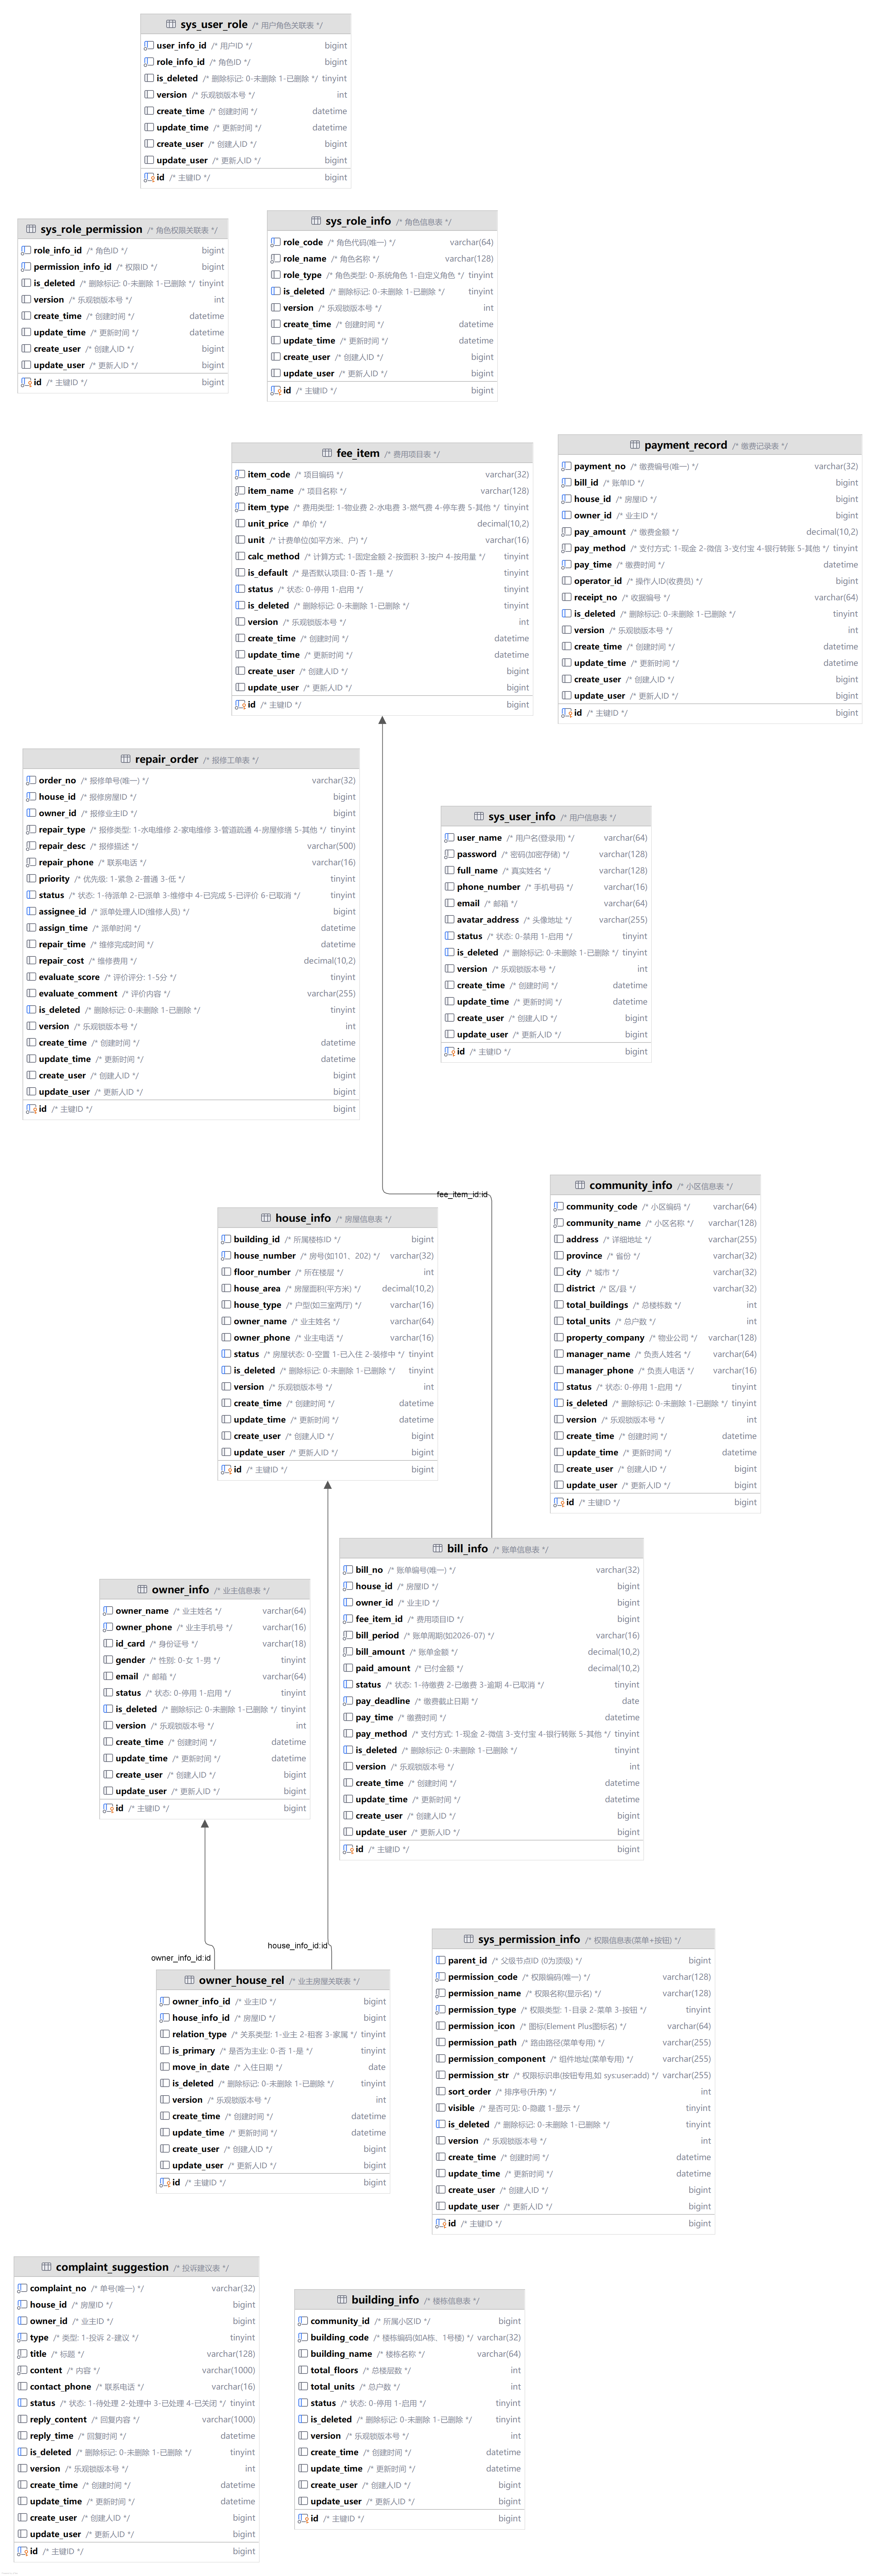 sys_user_role /* 用户角色关联表 */
user_info_id /* 用户ID */ bigint
role_info_id /* 角色ID */ bigint
is_deleted /* 删除标记: 0-未删除 1-已删除 */ tinyint
version /* 乐观锁版本号 */ int
create_time /* 创建时间 */ datetime
update_time /* 更新时间 */ datetime
create_user /* 创建人ID */ bigint
update_user /* 更新人ID */ bigint
id /* 主键ID */ bigint
sys_role_permission /* 角色权限关联表 */
role_info_id /* 角色ID */ bigint
permission_info_id /* 权限ID */ bigint
is_deleted /* 删除标记: 0-未删除 1-已删除 */ tinyint
version /* 乐观锁版本号 */ int
create_time /* 创建时间 */ datetime
update_time /* 更新时间 */ datetime
create_user /* 创建人ID */ bigint
update_user /* 更新人ID */ bigint
id /* 主键ID */ bigint
sys_role_info /* 角色信息表 */
role_code /* 角色代码(唯一) */ varchar(64)
role_name /* 角色名称 */ varchar(128)
role_type /* 角色类型: 0-系统角色 1-自定义角色 */ tinyint
is_deleted /* 删除标记: 0-未删除 1-已删除 */ tinyint
version /* 乐观锁版本号 */ int
create_time /* 创建时间 */ datetime
update_time /* 更新时间 */ datetime
create_user /* 创建人ID */ bigint
update_user /* 更新人ID */ bigint
id /* 主键ID */ bigint
fee_item /* 费用项目表 */
item_code /* 项目编码 */ varchar(32)
item_name /* 项目名称 */ varchar(128)
item_type /* 费用类型: 1-物业费 2-水电费 3-燃气费 4-停车费 5-其他 */ tinyint
unit_price /* 单价 */ decimal(10,2)
unit /* 计费单位(如平方米、户) */ varchar(16)
calc_method /* 计算方式: 1-固定金额 2-按面积 3-按户 4-按用量 */ tinyint
is_default /* 是否默认项目: 0-否 1-是 */ tinyint
status /* 状态: 0-停用 1-启用 */ tinyint
is_deleted /* 删除标记: 0-未删除 1-已删除 */ tinyint
version /* 乐观锁版本号 */ int
create_time /* 创建时间 */ datetime
update_time /* 更新时间 */ datetime
create_user /* 创建人ID */ bigint
update_user /* 更新人ID */ bigint
id /* 主键ID */ bigint
payment_record /* 缴费记录表 */
payment_no /* 缴费编号(唯一) */ varchar(32)
bill_id /* 账单ID */ bigint
house_id /* 房屋ID */ bigint
owner_id /* 业主ID */ bigint
pay_amount /* 缴费金额 */ decimal(10,2)
pay_method /* 支付方式: 1-现金 2-微信 3-支付宝 4-银行转账 5-其他 */ tinyint
pay_time /* 缴费时间 */ datetime
operator_id /* 操作人ID(收费员) */ bigint
receipt_no /* 收据编号 */ varchar(64)
is_deleted /* 删除标记: 0-未删除 1-已删除 */ tinyint
version /* 乐观锁版本号 */ int
create_time /* 创建时间 */ datetime
update_time /* 更新时间 */ datetime
create_user /* 创建人ID */ bigint
update_user /* 更新人ID */ bigint
id /* 主键ID */ bigint
repair_order /* 报修工单表 */
order_no /* 报修单号(唯一) */ varchar(32)
house_id /* 报修房屋ID */ bigint
owner_id /* 报修业主ID */ bigint
repair_type /* 报修类型: 1-水电维修 2-家电维修 3-管道疏通 4-房屋修缮 5-其他 */ tinyint
repair_desc /* 报修描述 */ varchar(500)
repair_phone /* 联系电话 */ varchar(16)
priority /* 优先级: 1-紧急 2-普通 3-低 */ tinyint
status /* 状态: 1-待派单 2-已派单 3-维修中 4-已完成 5-已评价 6-已取消 */ tinyint
assignee_id /* 派单处理人ID(维修人员) */ bigint
assign_time /* 派单时间 */ datetime
repair_time /* 维修完成时间 */ datetime
repair_cost /* 维修费用 */ decimal(10,2)
evaluate_score /* 评价评分: 1-5分 */ tinyint
evaluate_comment /* 评价内容 */ varchar(255)
is_deleted /* 删除标记: 0-未删除 1-已删除 */ tinyint
version /* 乐观锁版本号 */ int
create_time /* 创建时间 */ datetime
update_time /* 更新时间 */ datetime
create_user /* 创建人ID */ bigint
update_user /* 更新人ID */ bigint
id /* 主键ID */ bigint
sys_user_info /* 用户信息表 */
user_name /* 用户名(登录用) */ varchar(64)
password /* 密码(加密存储) */ varchar(128)
full_name /* 真实姓名 */ varchar(128)
phone_number /* 手机号码 */ varchar(16)
email /* 邮箱 */ varchar(64)
avatar_address /* 头像地址 */ varchar(255)
status /* 状态: 0-禁用 1-启用 */ tinyint
is_deleted /* 删除标记: 0-未删除 1-已删除 */ tinyint
version /* 乐观锁版本号 */ int
create_time /* 创建时间 */ datetime
update_time /* 更新时间 */ datetime
create_user /* 创建人ID */ bigint
update_user /* 更新人ID */ bigint
id /* 主键ID */ bigint
fee_item_id:id
house_info /* 房屋信息表 */
building_id /* 所属楼栋ID */ bigint
house_number /* 房号(如101、202) */ varchar(32)
floor_number /* 所在楼层 */ int
house_area /* 房屋面积(平方米) */ decimal(10,2)
house_type /* 户型(如三室两厅) */ varchar(16)
owner_name /* 业主姓名 */ varchar(64)
owner_phone /* 业主电话 */ varchar(16)
status /* 房屋状态: 0-空置 1-已入住 2-装修中 */ tinyint
is_deleted /* 删除标记: 0-未删除 1-已删除 */ tinyint
version /* 乐观锁版本号 */ int
create_time /* 创建时间 */ datetime
update_time /* 更新时间 */ datetime
create_user /* 创建人ID */ bigint
update_user /* 更新人ID */ bigint
id /* 主键ID */ bigint
community_info /* 小区信息表 */
community_code /* 小区编码 */ varchar(64)
community_name /* 小区名称 */ varchar(128)
address /* 详细地址 */ varchar(255)
province /* 省份 */ varchar(32)
city /* 城市 */ varchar(32)
district /* 区/县 */ varchar(32)
total_buildings /* 总楼栋数 */ int
total_units /* 总户数 */ int
property_company /* 物业公司 */ varchar(128)
manager_name /* 负责人姓名 */ varchar(64)
manager_phone /* 负责人电话 */ varchar(16)
status /* 状态: 0-停用 1-启用 */ tinyint
is_deleted /* 删除标记: 0-未删除 1-已删除 */ tinyint
version /* 乐观锁版本号 */ int
create_time /* 创建时间 */ datetime
update_time /* 更新时间 */ datetime
create_user /* 创建人ID */ bigint
update_user /* 更新人ID */ bigint
id /* 主键ID */ bigint
owner_info /* 业主信息表 */
owner_name /* 业主姓名 */ varchar(64)
owner_phone /* 业主手机号 */ varchar(16)
id_card /* 身份证号 */ varchar(18)
gender /* 性别: 0-女 1-男 */ tinyint
email /* 邮箱 */ varchar(64)
status /* 状态: 0-停用 1-启用 */ tinyint
is_deleted /* 删除标记: 0-未删除 1-已删除 */ tinyint
version /* 乐观锁版本号 */ int
create_time /* 创建时间 */ datetime
update_time /* 更新时间 */ datetime
create_user /* 创建人ID */ bigint
update_user /* 更新人ID */ bigint
id /* 主键ID */ bigint
bill_info /* 账单信息表 */
bill_no /* 账单编号(唯一) */ varchar(32)
house_id /* 房屋ID */ bigint
owner_id /* 业主ID */ bigint
fee_item_id /* 费用项目ID */ bigint
bill_period /* 账单周期(如2026-07) */ varchar(16)
bill_amount /* 账单金额 */ decimal(10,2)
paid_amount /* 已付金额 */ decimal(10,2)
status /* 状态: 1-待缴费 2-已缴费 3-逾期 4-已取消 */ tinyint
pay_deadline /* 缴费截止日期 */ date
pay_time /* 缴费时间 */ datetime
pay_method /* 支付方式: 1-现金 2-微信 3-支付宝 4-银行转账 5-其他 */ tinyint
is_deleted /* 删除标记: 0-未删除 1-已删除 */ tinyint
version /* 乐观锁版本号 */ int
create_time /* 创建时间 */ datetime
update_time /* 更新时间 */ datetime
create_user /* 创建人ID */ bigint
update_user /* 更新人ID */ bigint
id /* 主键ID */ bigint
owner_info_id:id
house_info_id:id
owner_house_rel /* 业主房屋关联表 */
owner_info_id /* 业主ID */ bigint
house_info_id /* 房屋ID */ bigint
relation_type /* 关系类型: 1-业主 2-租客 3-家属 */ tinyint
is_primary /* 是否为主业: 0-否 1-是 */ tinyint
move_in_date /* 入住日期 */ date
is_deleted /* 删除标记: 0-未删除 1-已删除 */ tinyint
version /* 乐观锁版本号 */ int
create_time /* 创建时间 */ datetime
update_time /* 更新时间 */ datetime
create_user /* 创建人ID */ bigint
update_user /* 更新人ID */ bigint
id /* 主键ID */ bigint
sys_permission_info /* 权限信息表(菜单+按钮) */
parent_id /* 父级节点ID (0为顶级) */ bigint
permission_code /* 权限编码(唯一) */ varchar(128)
permission_name /* 权限名称(显示名) */ varchar(128)
permission_type /* 权限类型: 1-目录 2-菜单 3-按钮 */ tinyint
permission_icon /* 图标(Element Plus图标名) */ varchar(64)
permission_path /* 路由路径(菜单专用) */ varchar(255)
permission_component /* 组件地址(菜单专用) */ varchar(255)
permission_str /* 权限标识串(按钮专用,如 sys:user:add) */ varchar(255)
sort_order /* 排序号(升序) */ int
visible /* 是否可见: 0-隐藏 1-显示 */ tinyint
is_deleted /* 删除标记: 0-未删除 1-已删除 */ tinyint
version /* 乐观锁版本号 */ int
create_time /* 创建时间 */ datetime
update_time /* 更新时间 */ datetime
create_user /* 创建人ID */ bigint
update_user /* 更新人ID */ bigint
id /* 主键ID */ bigint
complaint_suggestion /* 投诉建议表 */
complaint_no /* 单号(唯一) */ varchar(32)
house_id /* 房屋ID */ bigint
owner_id /* 业主ID */ bigint
type /* 类型: 1-投诉 2-建议 */ tinyint
title /* 标题 */ varchar(128)
content /* 内容 */ varchar(1000)
contact_phone /* 联系电话 */ varchar(16)
status /* 状态: 1-待处理 2-处理中 3-已处理 4-已关闭 */ tinyint
reply_content /* 回复内容 */ varchar(1000)
reply_time /* 回复时间 */ datetime
is_deleted /* 删除标记: 0-未删除 1-已删除 */ tinyint
version /* 乐观锁版本号 */ int
create_time /* 创建时间 */ datetime
update_time /* 更新时间 */ datetime
create_user /* 创建人ID */ bigint
update_user /* 更新人ID */ bigint
id /* 主键ID */ bigint
building_info /* 楼栋信息表 */
community_id /* 所属小区ID */ bigint
building_code /* 楼栋编码(如A栋、1号楼) */ varchar(32)
building_name /* 楼栋名称 */ varchar(64)
total_floors /* 总楼层数 */ int
total_units /* 总户数 */ int
status /* 状态: 0-停用 1-启用 */ tinyint
is_deleted /* 删除标记: 0-未删除 1-已删除 */ tinyint
version /* 乐观锁版本号 */ int
create_time /* 创建时间 */ datetime
update_time /* 更新时间 */ datetime
create_user /* 创建人ID */ bigint
update_user /* 更新人ID */ bigint
id /* 主键ID */ bigint